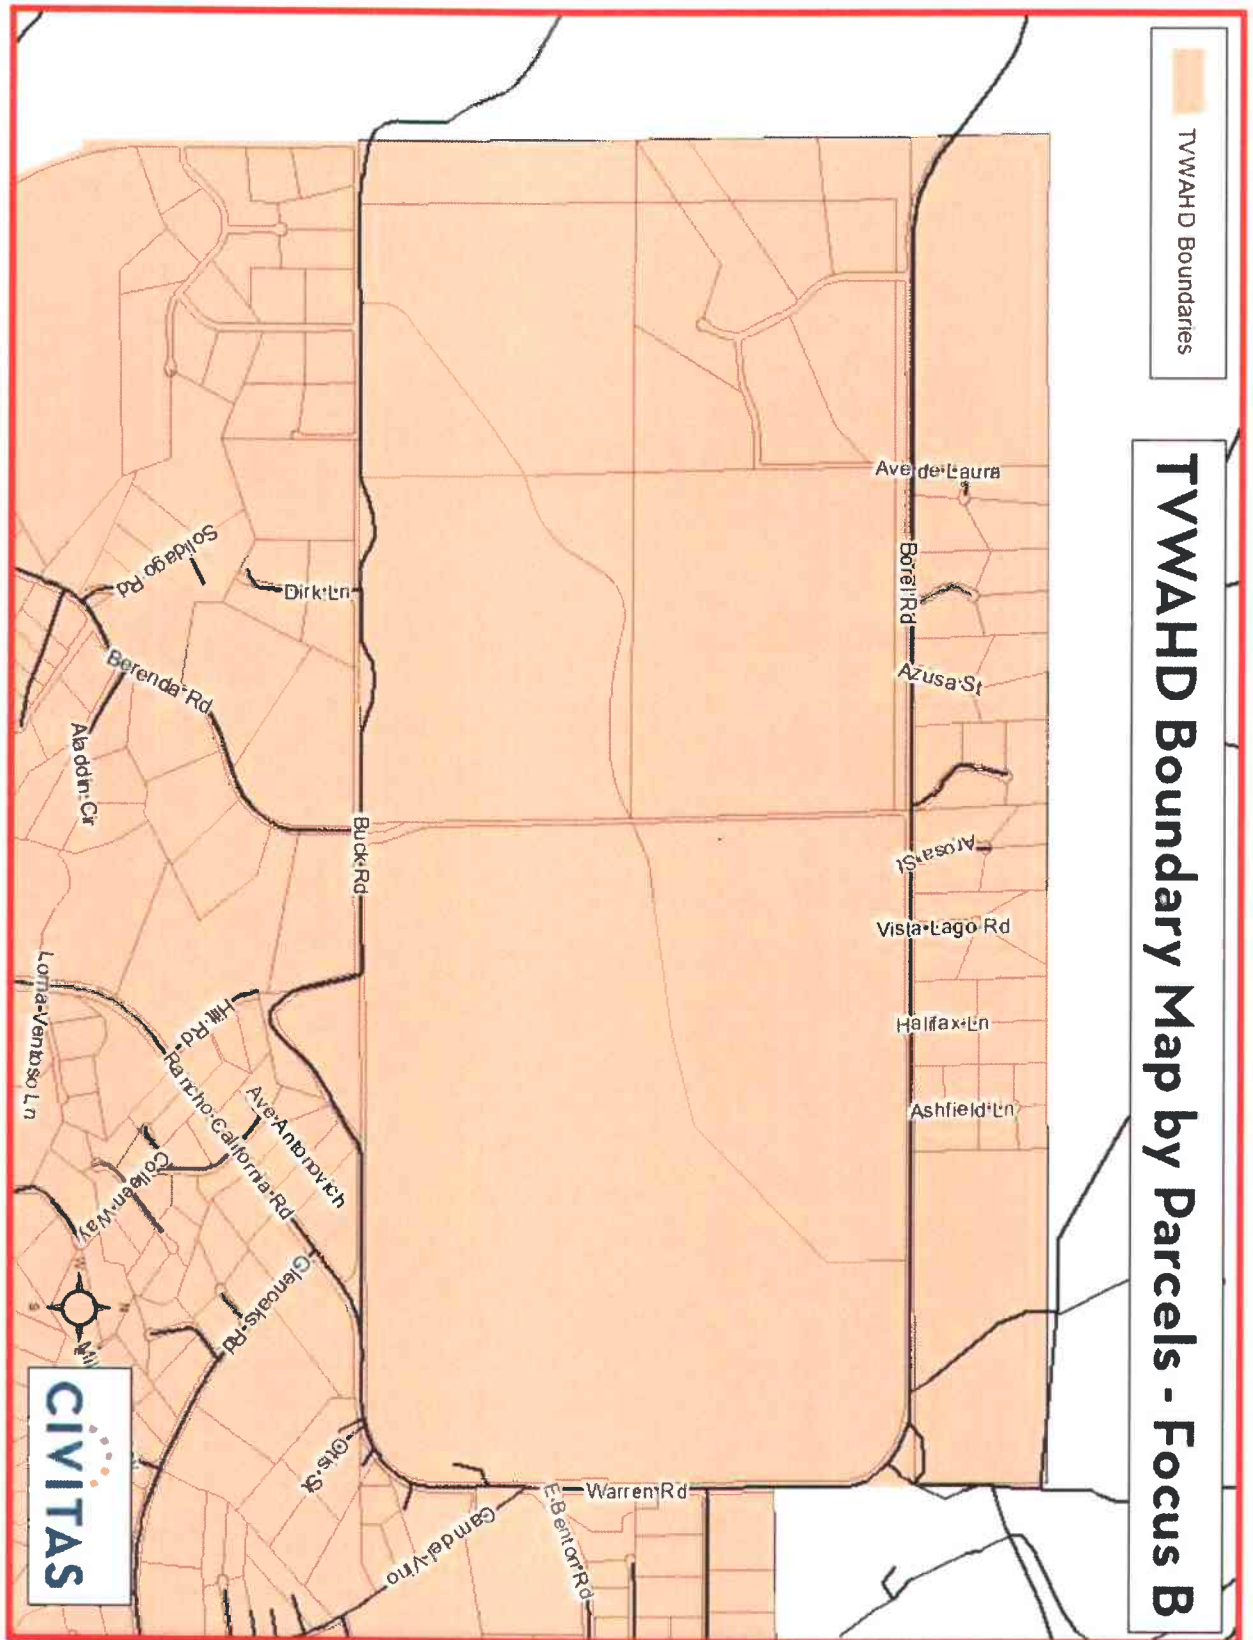 TVWAHD Boundary Map by Parcels - Focus B
TVWAHD Boundaries
Ave de Laura
Borel Rd
Azusa St
Arosa St
Vista Lago Rd
Halifax Ln
Ashfield Ln
Solidago Rd
Dirk Ln
Berenda Rd
Aladdin Cir
Buck Rd
Loma Ventoso Ln
Hilt Rd
Rancho California Rd
Ave Antonovich
Colleen Way
Glenoaks Rd
Otis St
Warren Rd
E Benton Rd
Cam del Vino
N
W
S
CIVITAS